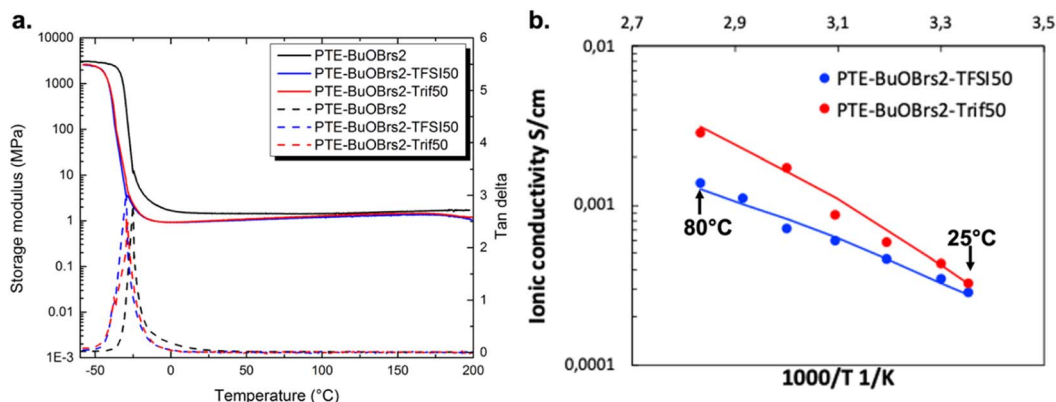 a.
10000
1000
100
10
1
0.1
0.01
1E-3
Storage modulus (MPa)
-50
0
50
100
150
200
Temperature (°C)
6
5
4
3
2
1
0
Tan delta
PTE-BuOBrs2
PTE-BuOBrs2-TFSI50
PTE-BuOBrs2-Trif50
PTE-BuOBrs2
PTE-BuOBrs2-TFSI50
PTE-BuOBrs2-Trif50
b.
2,7
2,9
3,1
3,3
3,5
0,01
0,001
0,0001
Ionic conductivity S/cm
PTE-BuOBrs2-TFSI50
PTE-BuOBrs2-Trif50
80°C
25°C
1000/T 1/K